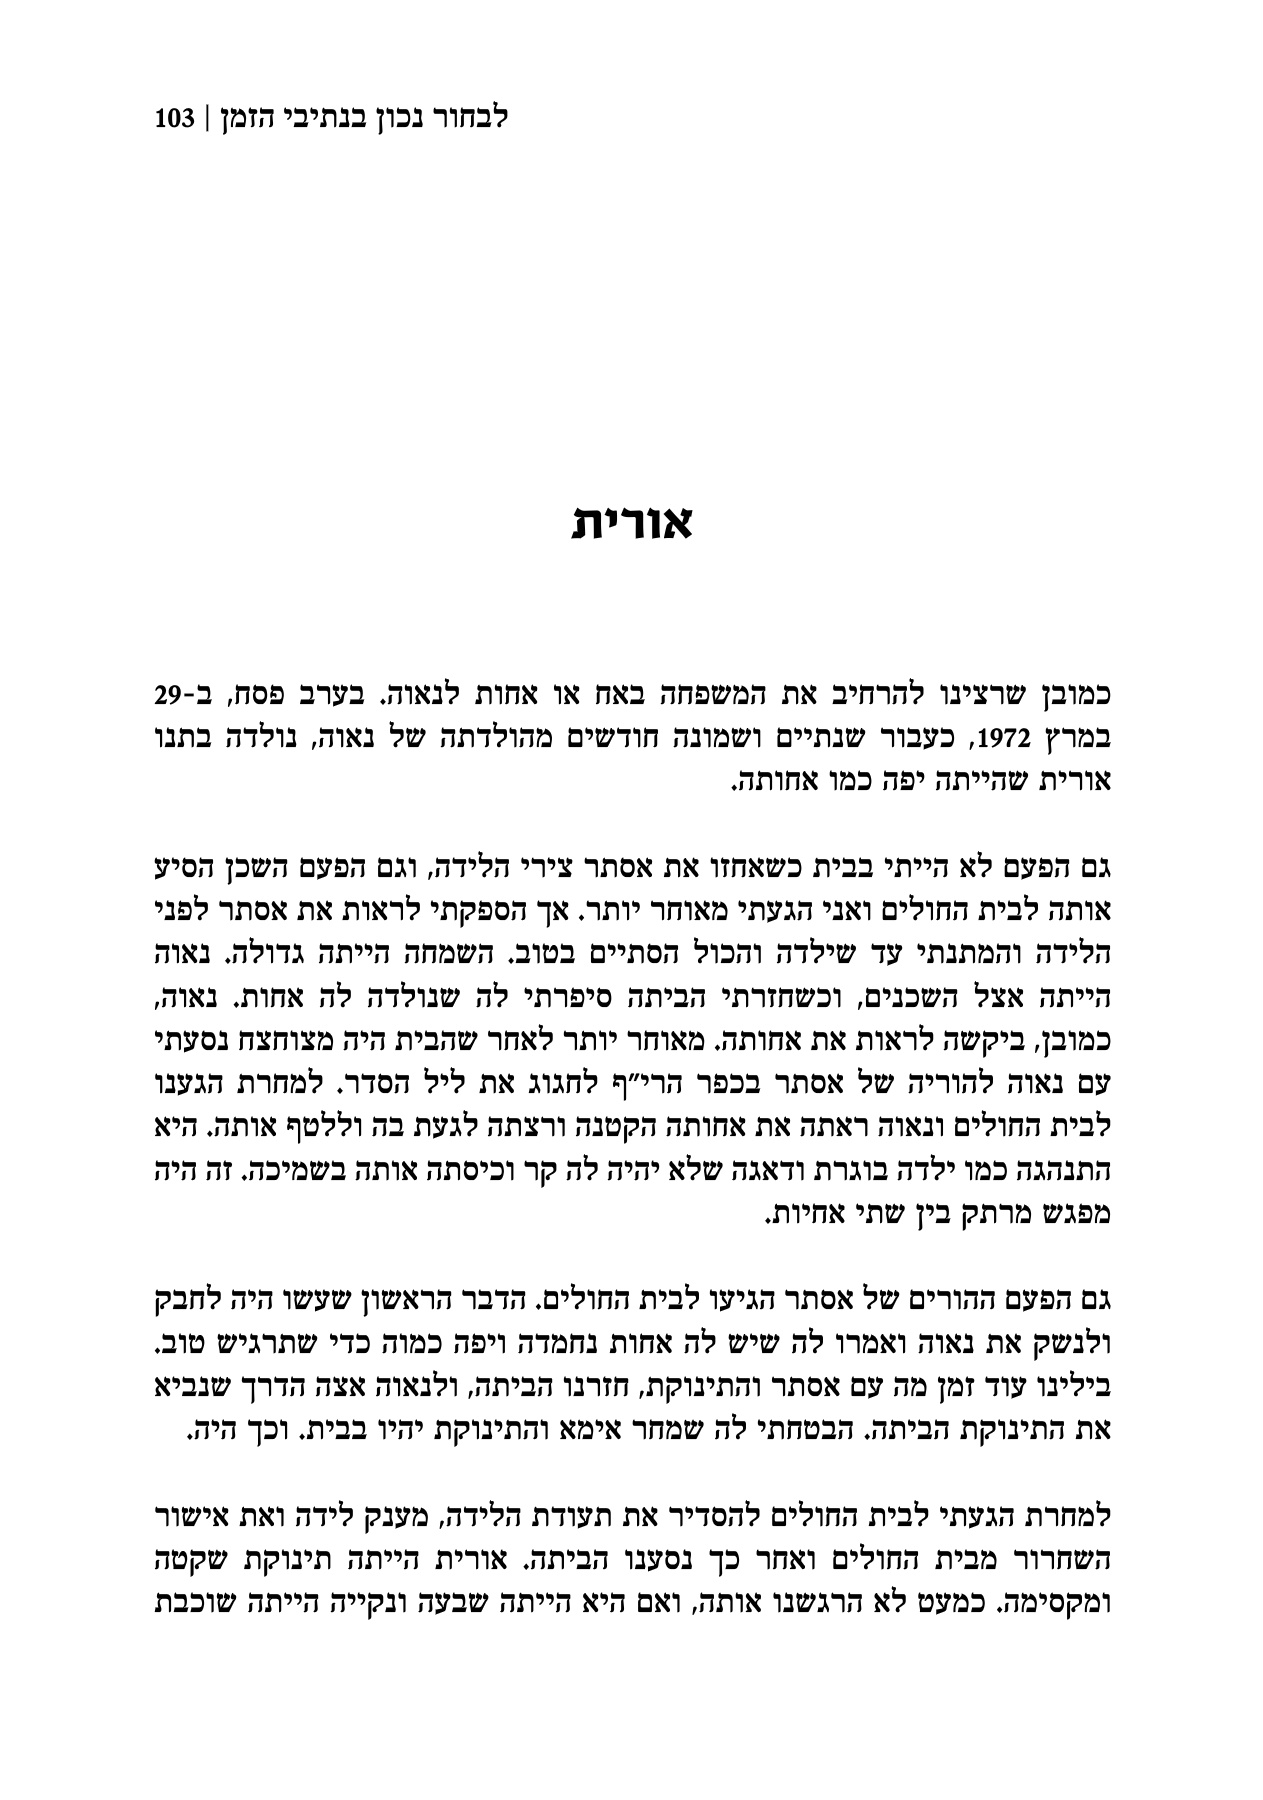 לבחור נכון בנתיבי הזמן | 103
אורית
כמובן שרצינו להרחיב את המשפחה באח או אחות לנאוה. בערב פסח, ב-29
במרץ 1972, כעבור שנתיים ושמונה חודשים מהולדתה של נאוה, נולדה בתנו
אורית שהייתה יפה כמו אחותה.
גם הפעם לא הייתי בבית כשאחזו את אסתר צירי הלידה, וגם הפעם השכן הסיע
אותה לבית החולים ואני הגעתי מאוחר יותר. אך הספקתי לראות את אסתר לפני
הלידה והמתנתי עד שילדה והכול הסתיים בטוב. השמחה הייתה גדולה. נאוה
הייתה אצל השכנים, וכשחזרתי הביתה סיפרתי לה שנולדה לה אחות. נאוה,
כמובן, ביקשה לראות את אחותה. מאוחר יותר לאחר שהבית היה מצוחצח נסעתי
עם נאוה להוריה של אסתר בכפר הרי״ף לחגוג את ליל הסדר. למחרת הגענו
לבית החולים ונאוה ראתה את אחותה הקטנה ורצתה לגעת בה וללטף אותה. היא
התנהגה כמו ילדה בוגרת ודאגה שלא יהיה לה קר וכיסתה אותה בשמיכה. זה היה
מפגש מרתק בין שתי אחיות.
גם הפעם ההורים של אסתר הגיעו לבית החולים. הדבר הראשון שעשו היה לחבק
ולנשק את נאוה ואמרו לה שיש לה אחות נחמדה ויפה כמוה כדי שתרגיש טוב.
בילינו עוד זמן מה עם אסתר והתינוקת, חזרנו הביתה, ולנאוה אצה הדרך שנביא
את התינוקת הביתה. הבטחתי לה שמחר אימא והתינוקת יהיו בבית. וכך היה.
למחרת הגעתי לבית החולים להסדיר את תעודת הלידה, מענק לידה ואת אישור
השחרור מבית החולים ואחר כך נסענו הביתה. אורית הייתה תינוקת שקטה
ומקסימה. כמעט לא הרגשנו אותה, ואם היא הייתה שבעה ונקייה הייתה שוכבת